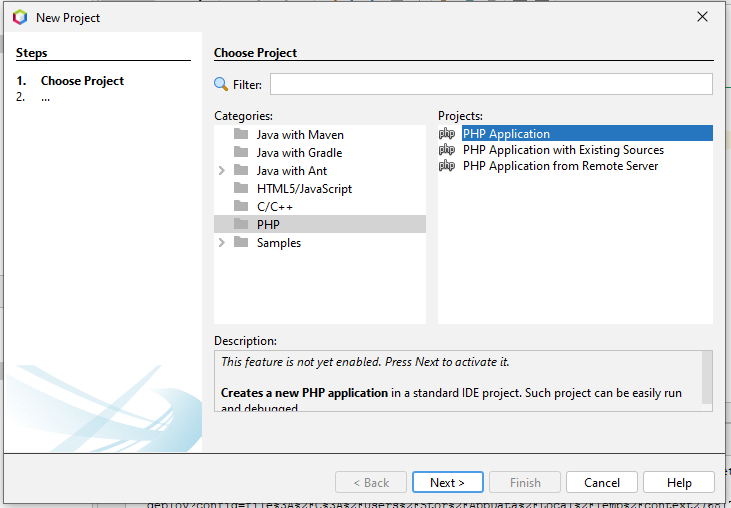 New Project
Steps
1. Choose Project
2. ...
Choose Project
Filter:
Categories:
Java with Maven
Java with Gradle
Java with Ant
HTML5/JavaScript
C/C++
PHP
Samples
Projects:
php PHP Application
php PHP Application with Existing Sources
php PHP Application from Remote Server
Description:
This feature is not yet enabled. Press Next to activate it.
Creates a new PHP application in a standard IDE project. Such project can be easily run
and debugged
< Back
Next >
Finish
Cancel
Help